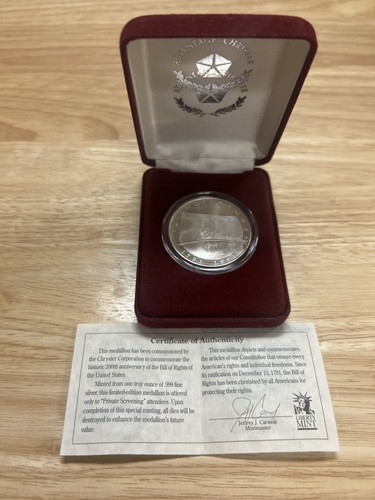 ADVANTAGE CHRYSLER
Certificate of Authenticity
This medallion has been commissioned by
the Chrysler Corporation to commemorate the
historic 200th anniversary of the Bill of Rights of
the United States.
Minted from one troy ounce of .999 fine
silver, this limited-edition medallion is offered
only to "Private Screening" attendees. Upon
completion of this special minting, all dies will be
destroyed to enhance the medallion's future
value.
This medallion depicts and commemorates
the articles of our Constitution that ensure every
American's rights and individual freedoms. Since
its ratification on December 15, 1791, the Bill of
Rights has been cherished by all Americans for
protecting their rights.
Jeffrey J. Carson
Mintmaster
LIBERTY
MINT